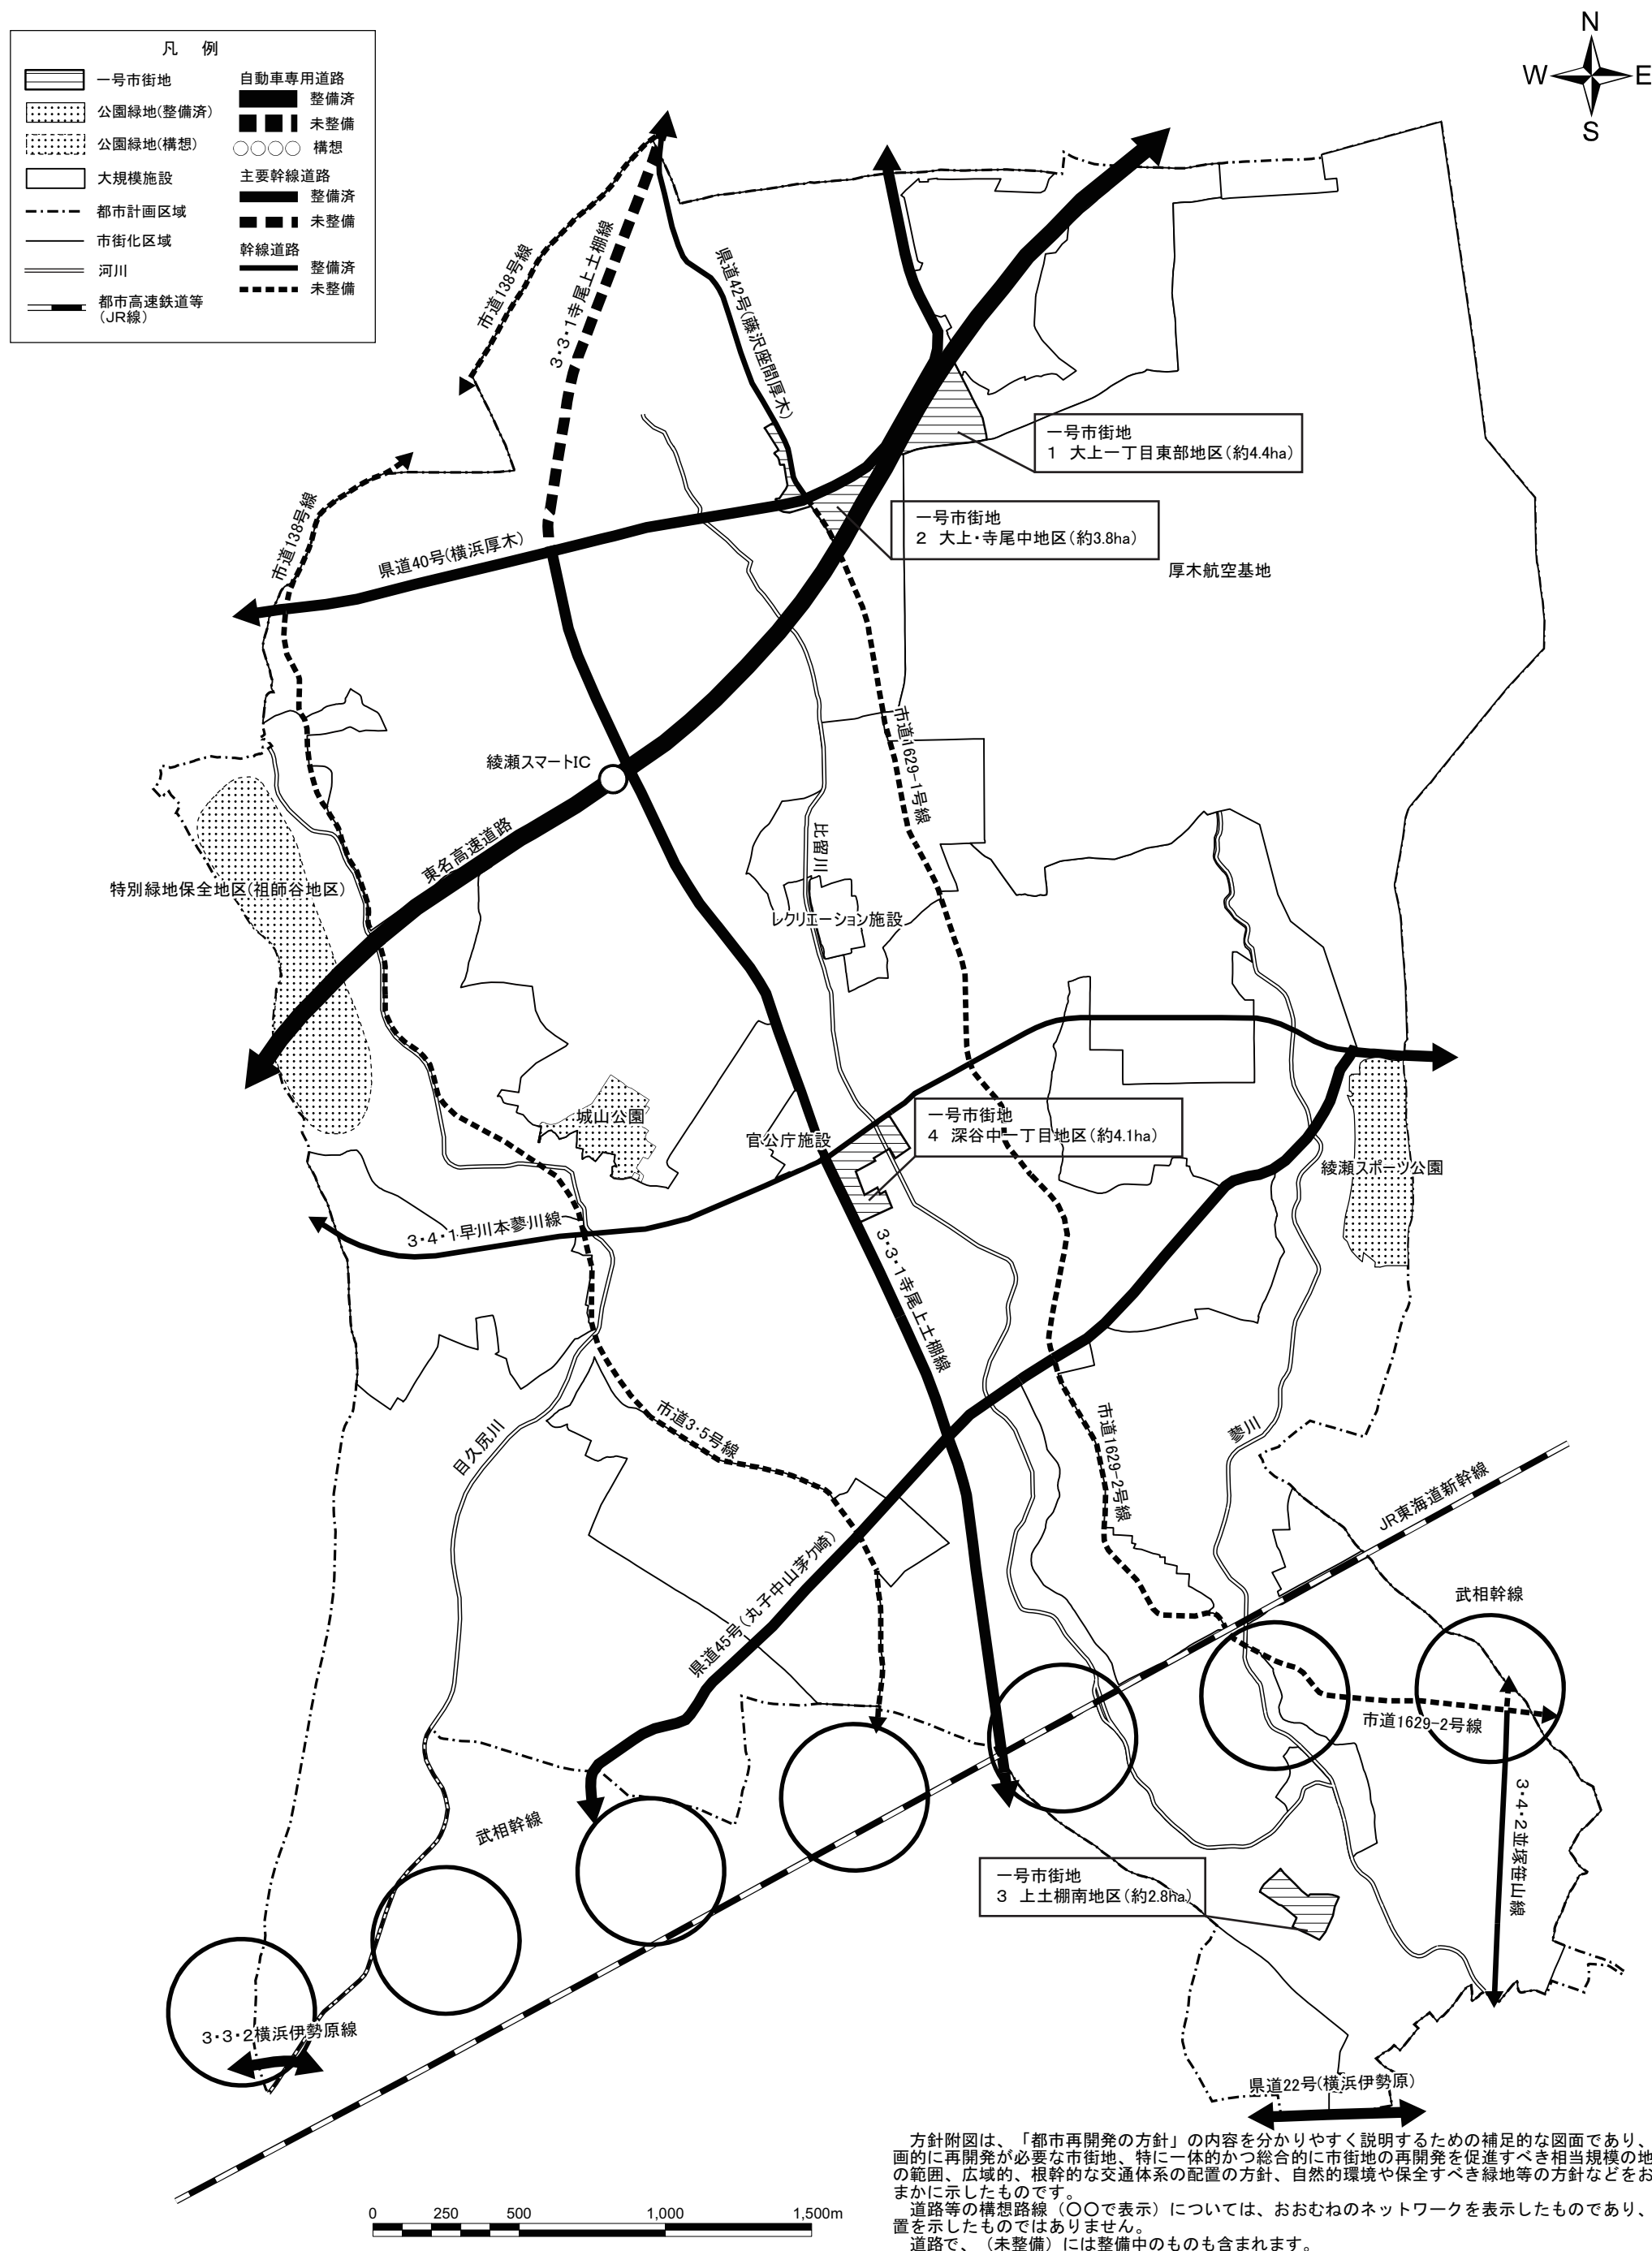 凡 例
一号市街地
公園緑地(整備済)
公園緑地(構想)
大規模施設
都市計画区域
市街化区域
河川
都市高速鉄道等
(JR線)
自動車専用道路
整備済
未整備
構想
主要幹線道路
整備済
未整備
幹線道路
整備済
未整備
N
W E
S
市道138号線
3・3・1寺尾上土棚線
県道42号(藤沢座間厚木)
一号市街地
1 大上一丁目東部地区(約4.4ha)
一号市街地
2 大上・寺尾中地区(約3.8ha)
市道138号線
県道40号(横浜厚木)
厚木航空基地
綾瀬スマートIC
市道1629-1号線
東名高速道路
比留川
特別緑地保全地区(祖師谷地区)
レクリエーション施設
城山公園
官公庁施設
一号市街地
4 深谷中一丁目地区(約4.1ha)
綾瀬スポーツ公園
3・4・1早川本蓼川線
3・3・1寺尾上土棚線
目久尻川
市道3・5号線
市道1629-2号線
蓼川
JR東海道新幹線
県道45号(丸子中山茅ケ崎)
武相幹線
市道1629-2号線
武相幹線
3・4・2並塚笹山線
一号市街地
3 上土棚南地区(約2.8ha)
3・3・2横浜伊勢原線
県道22号(横浜伊勢原)
方針附図は、「都市再開発の方針」の内容を分かりやすく説明するための補足的な図面であり、
画的に再開発が必要な市街地、特に一体的かつ総合的に市街地の再開発を促進すべき相当規模の地
の範囲、広域的、根幹的な交通体系の配置の方針、自然的環境や保全すべき緑地等の方針などをお
まかに示したものです。
道路等の構想路線(〇〇で表示)については、おおむねのネットワークを表示したものであり、
置を示したものではありません。
道路で、(未整備)には整備中のものも含まれます。
0 250 500 1,000 1,500m